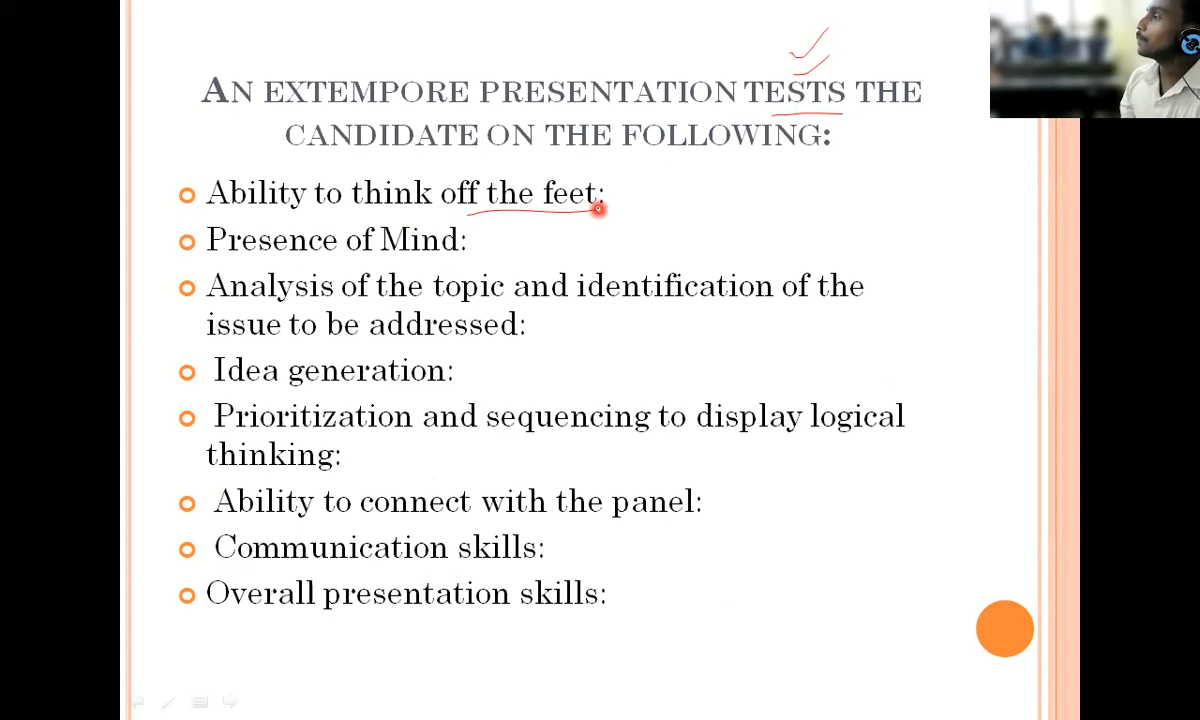 AN EXTEMPORE PRESENTATION TESTS THE
CANDIDATE ON THE FOLLOWING:
Ability to think off the feet:
Presence of Mind:
Analysis of the topic and identification of the
issue to be addressed:
Idea generation:
Prioritization and sequencing to display logical
thinking:
Ability to connect with the panel:
Communication skills:
Overall presentation skills: